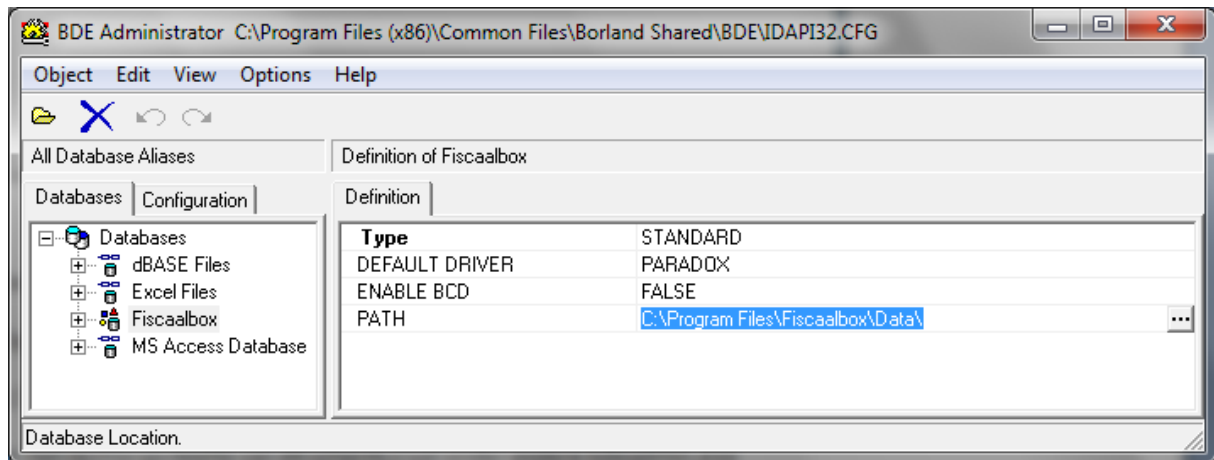 BDE Administrator C:\Program Files (x86)\Common Files\Borland Shared\BDE\IDAPI32.CFG
Object Edit View Options Help
All Database Aliases
Definition of Fiscaalbox
Databases Configuration
Definition
Databases
dBASE Files
Excel Files
Fiscaalbox
MS Access Database
Type STANDARD
DEFAULT DRIVER PARADOX
ENABLE BCD FALSE
PATH C:\Program Files\Fiscaalbox\Data\
Database Location.